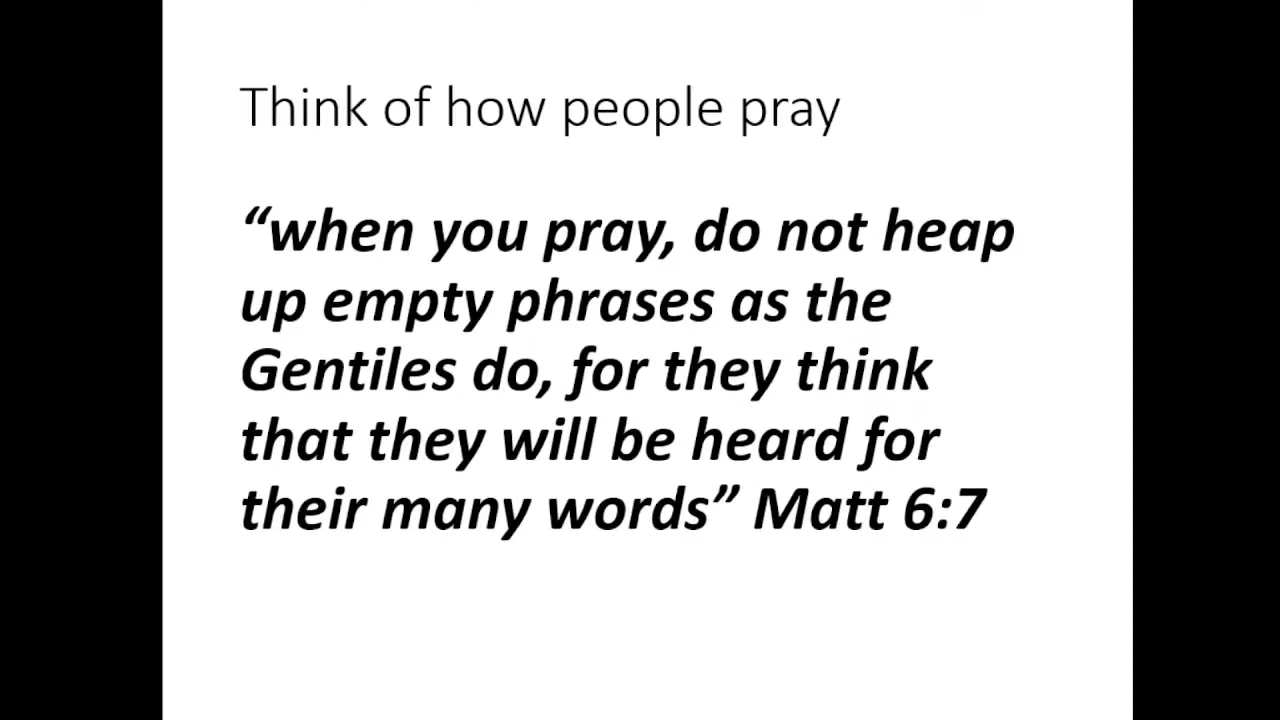 Think of how people pray
“when you pray, do not heap
up empty phrases as the
Gentiles do, for they think
that they will be heard for
their many words” Matt 6:7